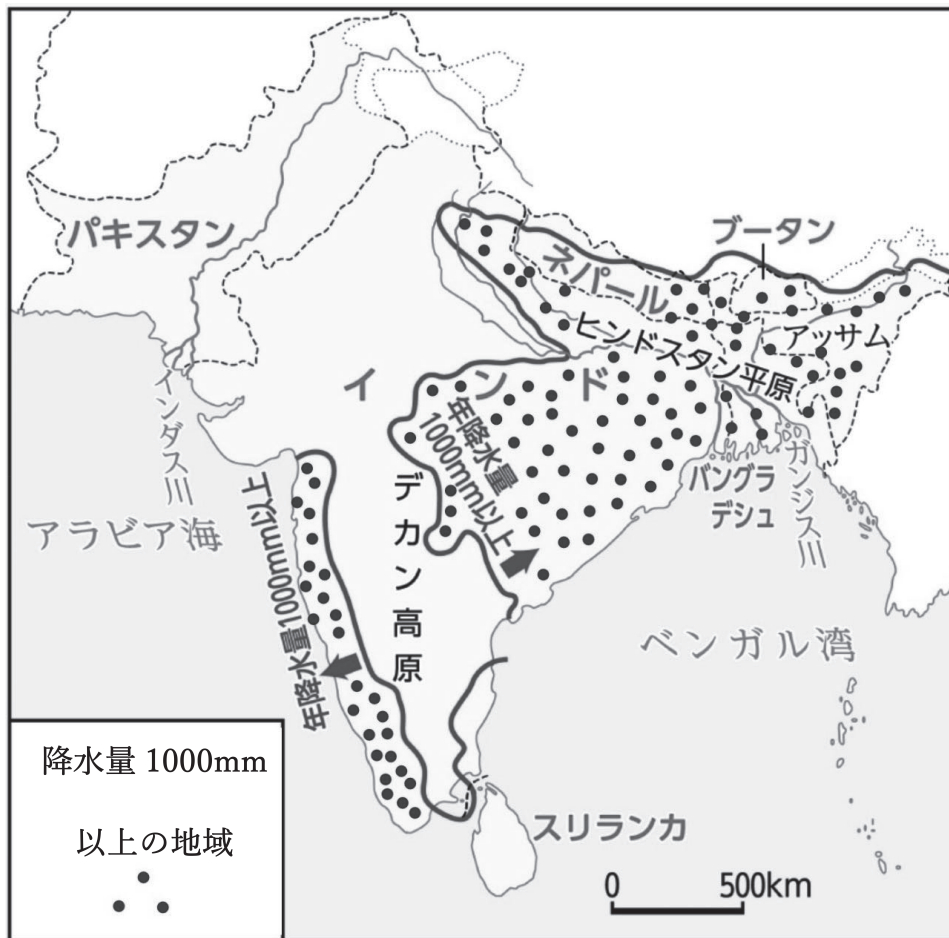 パキスタン
ブータン
ネパール
ヒンドスタン平原
アッサム
インド
インダス川
年降水量
1000mm以上
バングラ
デシュ
ガンジス川
アラビア海
年降水量1000mm以上
デカン高原
ベンガル湾
スリランカ
降水量 1000mm
以上の地域
0 500km